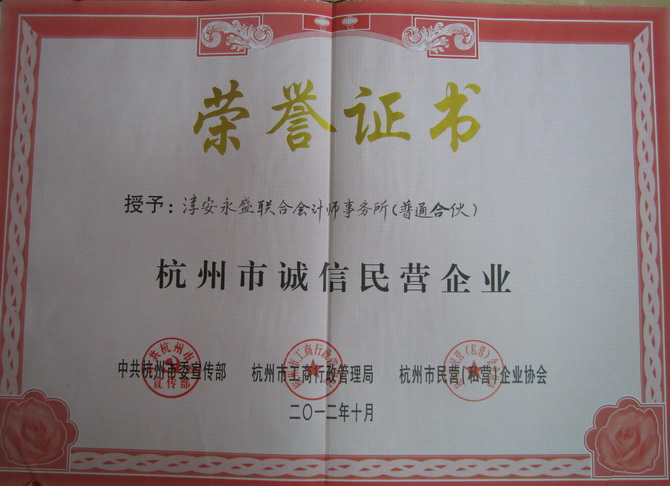 荣誉证书
授予：淳安永盛联合会计师事务所(普通合伙)
杭州市诚信民营企业
中共杭州市委宣传部 杭州市工商行政管理局 杭州市民营(私营)企业协会
二〇一二年十月